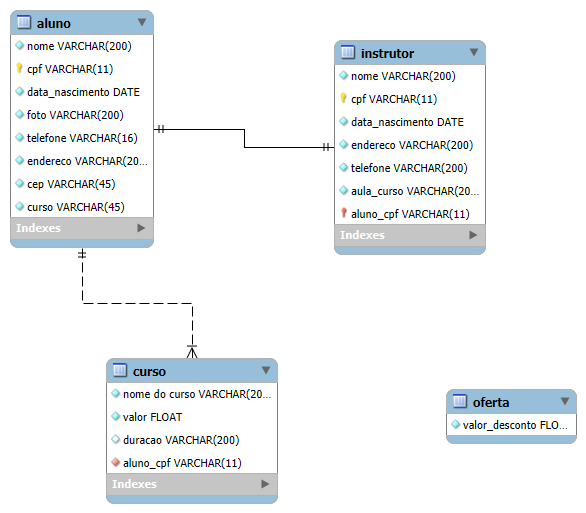 aluno
nome VARCHAR(200)
cpf VARCHAR(11)
data_nascimento DATE
foto VARCHAR(200)
telefone VARCHAR(16)
endereco VARCHAR(20...
cep VARCHAR(45)
curso VARCHAR(45)
Indexes
instrutor
nome VARCHAR(200)
cpf VARCHAR(11)
data_nascimento DATE
endereco VARCHAR(200)
telefone VARCHAR(200)
aula_curso VARCHAR(20...
aluno_cpf VARCHAR(11)
Indexes
curso
nome do curso VARCHAR(20...
valor FLOAT
duracao VARCHAR(200)
aluno_cpf VARCHAR(11)
Indexes
oferta
valor_desconto FLO...